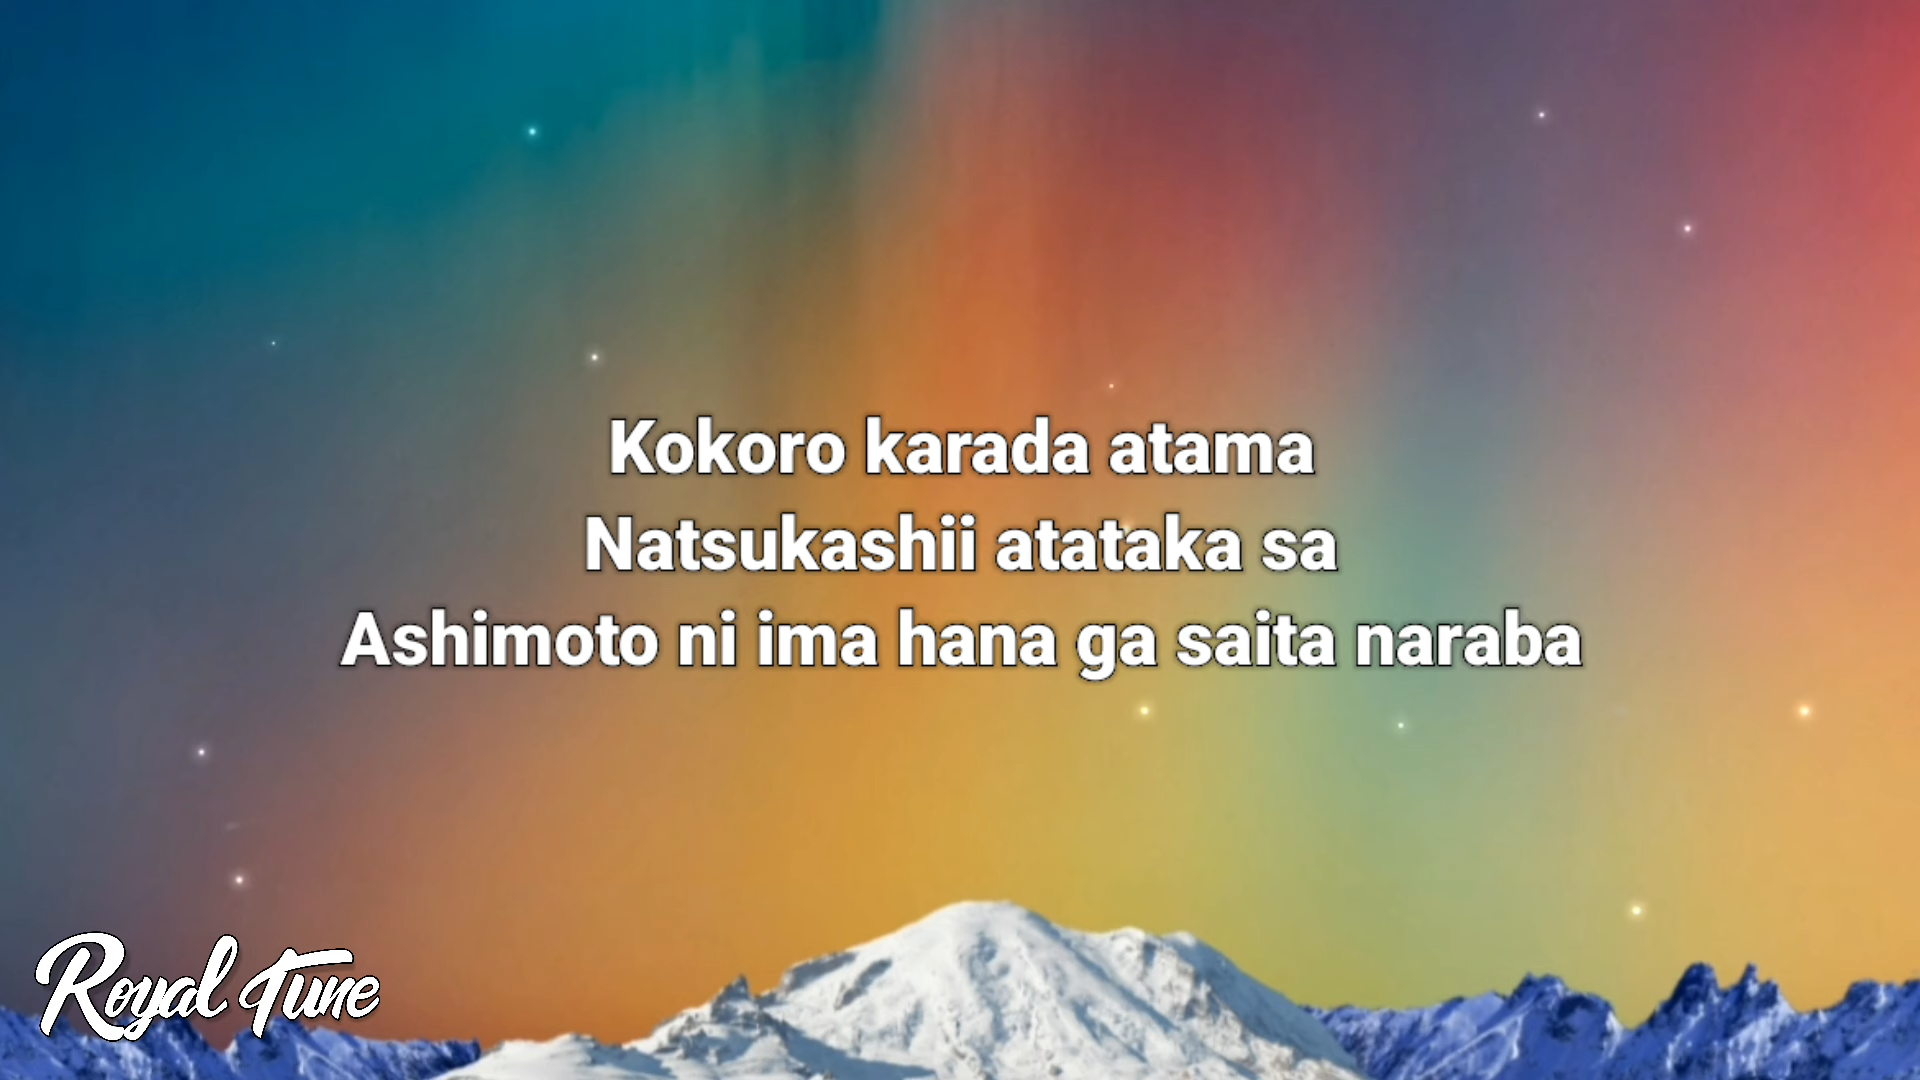 Kokoro karada atama
Natsukashii atataka sa
Ashimoto ni ima hana ga saita naraba
Royal Tune